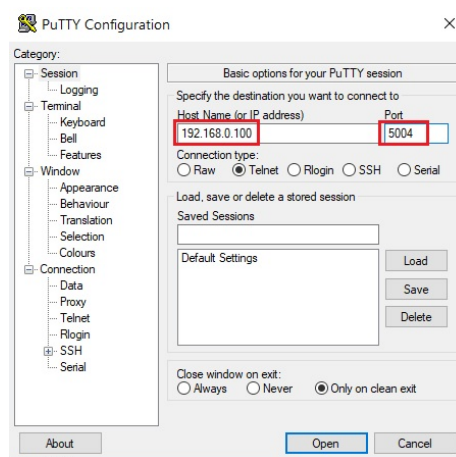 PuTTY Configuration
Category:
Session
Logging
Terminal
Keyboard
Bell
Features
Window
Appearance
Behaviour
Translation
Selection
Colours
Connection
Data
Proxy
Telnet
Rlogin
SSH
Serial
Basic options for your PuTTY session
Specify the destination you want to connect to
Host Name (or IP address) Port
192.168.0.100 5004
Connection type:
Raw Telnet Rlogin SSH Serial
Load, save or delete a stored session
Saved Sessions
Default Settings
Load
Save
Delete
Close window on exit:
Always Never Only on clean exit
About Open Cancel